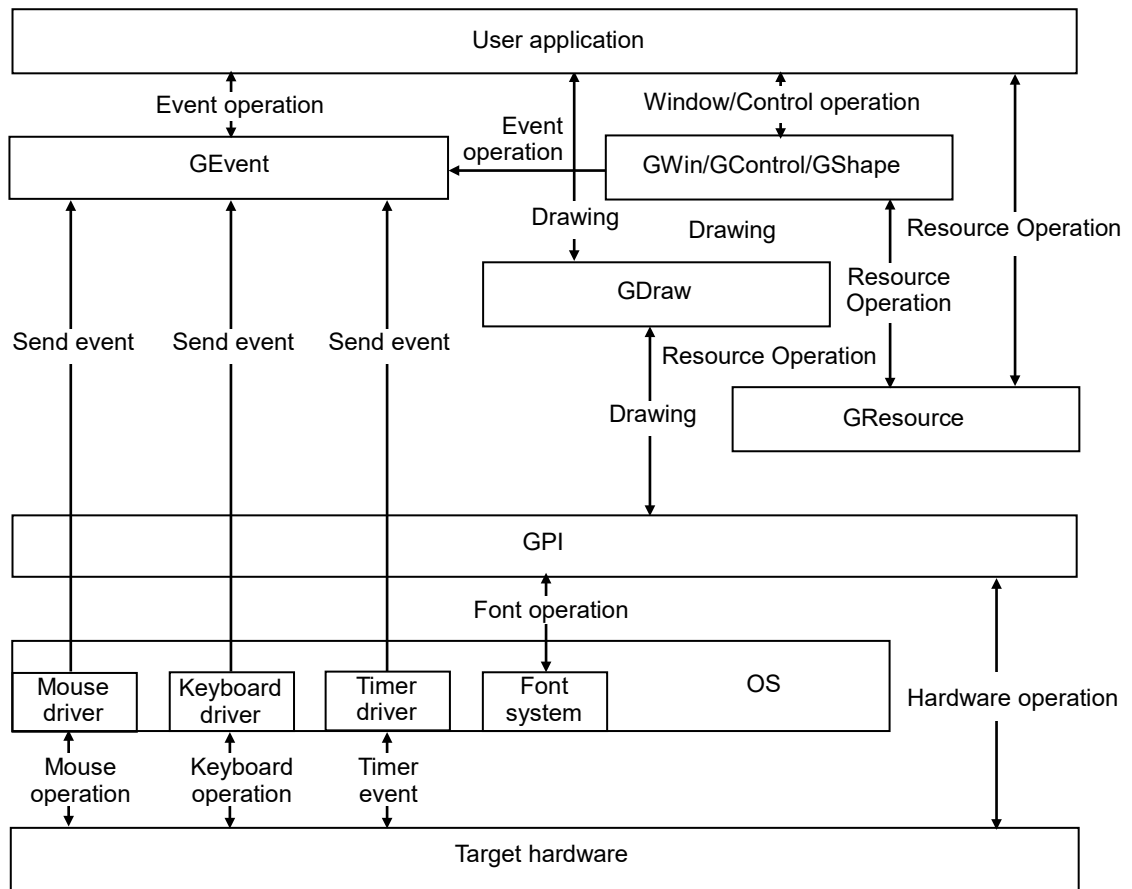 User application
Event operation
Window/Control operation
Event
operation
GEvent
GWin/GControl/GShape
Drawing
Drawing
Resource Operation
Resource
Operation
GDraw
Send event
Send event
Send event
Resource Operation
Drawing
GResource
GPI
Font operation
Mouse
driver
Keyboard
driver
Timer
driver
Font
system
OS
Hardware operation
Mouse
operation
Keyboard
operation
Timer
event
Target hardware